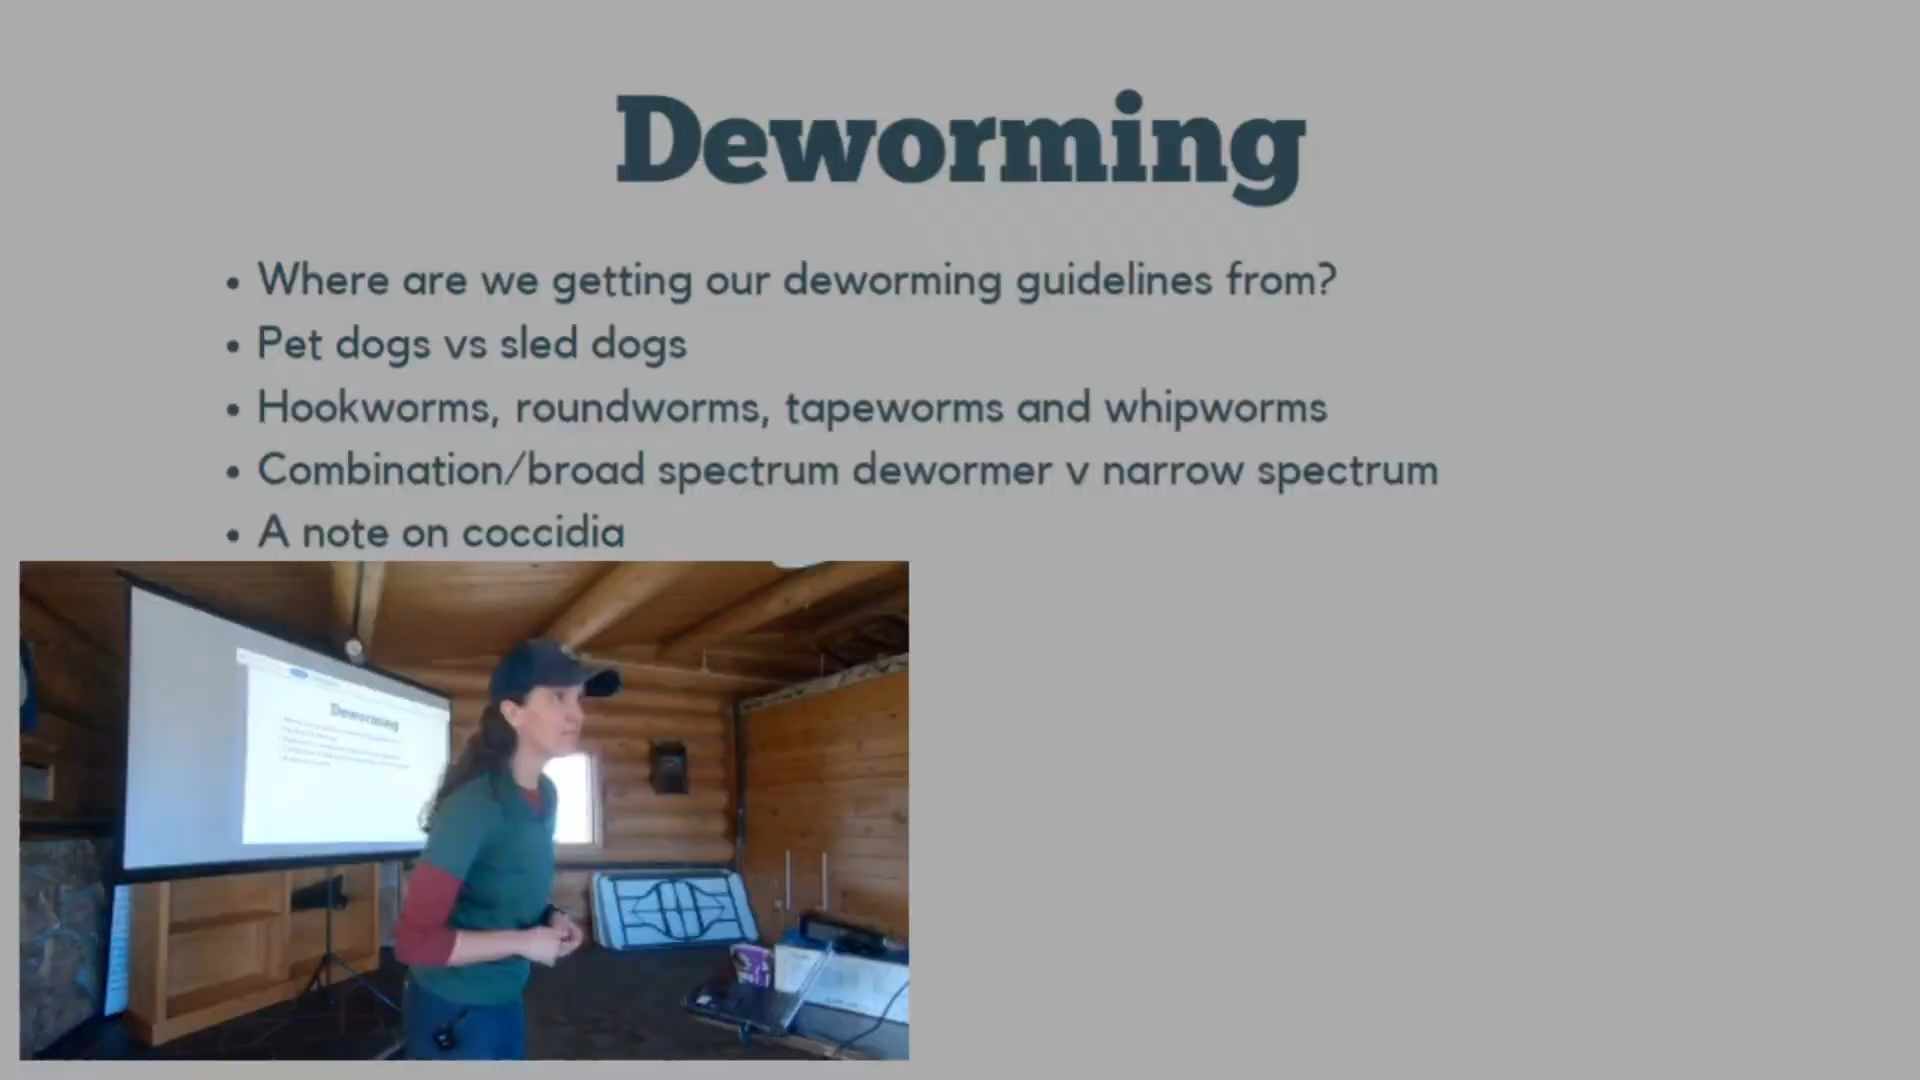 Deworming
• Where are we getting our deworming guidelines from?
• Pet dogs vs sled dogs
• Hookworms, roundworms, tapeworms and whipworms
• Combination/broad spectrum dewormer v narrow spectrum
• A note on coccidia
Deworming